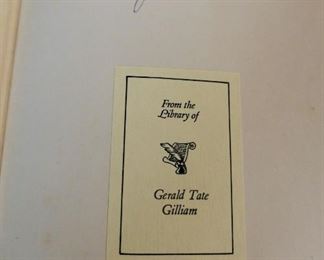 From the
Library of
Gerald Tate
Gilliam